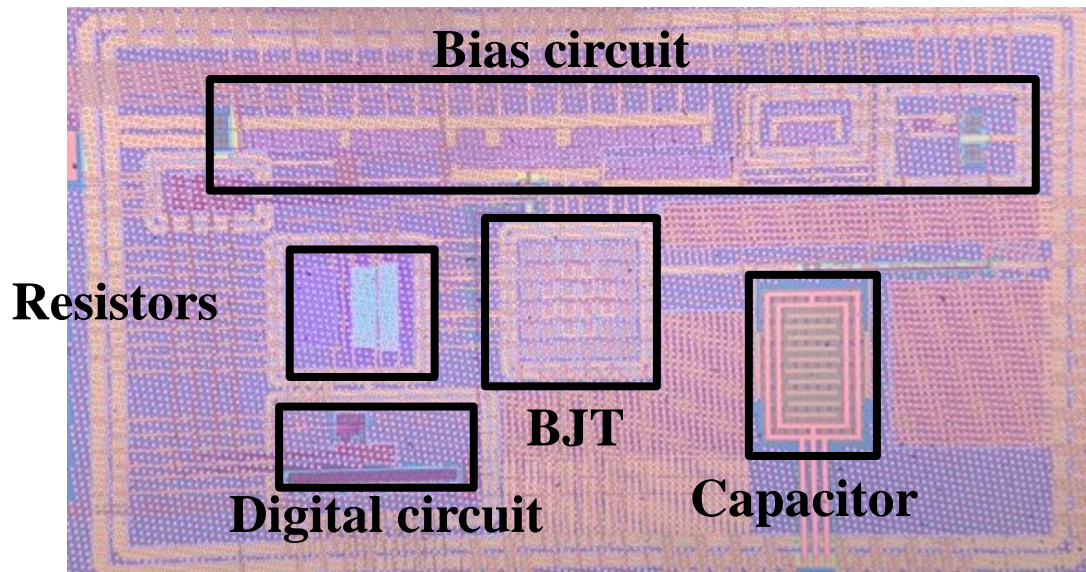 Bias circuit
Resistors
BJT
Digital circuit
Capacitor